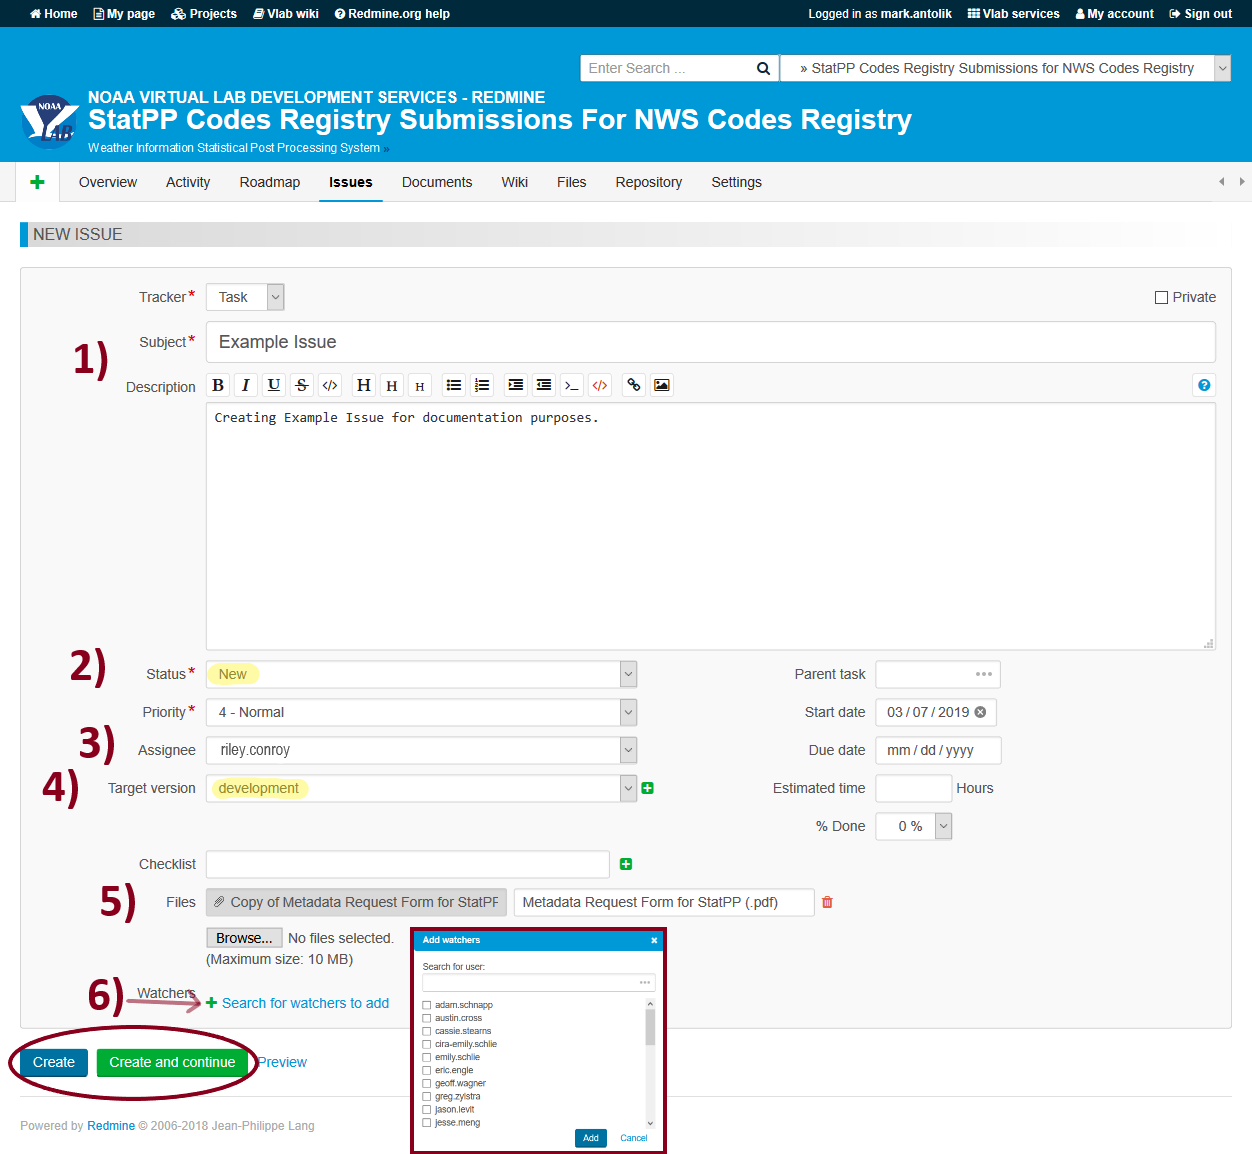 Home My page Projects Vlab wiki Redmine.org help Logged in as mark.antolik Vlab services My account Sign out
Enter Search ... » StatPP Codes Registry Submissions for NWS Codes Registry
NOAA
LAB
NOAA VIRTUAL LAB DEVELOPMENT SERVICES - REDMINE
StatPP Codes Registry Submissions For NWS Codes Registry
Weather Information Statistical Post Processing System »
Overview Activity Roadmap Issues Documents Wiki Files Repository Settings
NEW ISSUE
Tracker* Task Private
1)
Subject* Example Issue
Description B I U S </> H H H >_ </>
Creating Example Issue for documentation purposes.
2)
Status* New Parent task
Priority* 4 - Normal Start date 03 / 07 / 2019
3)
Assignee riley.conroy Due date mm / dd / yyyy
4)
Target version development Estimated time Hours
% Done 0 %
Checklist
5)
Files Copy of Metadata Request Form for StatPP Metadata Request Form for StatPP (.pdf)
Browse... No files selected.
(Maximum size: 10 MB)
6)
Watchers
Search for watchers to add
Add watchers
Search for user:
adam.schnapp
austin.cross
cassie.stearns
cira-emily.schlie
emily.schlie
eric.engle
geoff.wagner
greg.zylstra
jason.levit
jesse.meng
Add Cancel
Create Create and continue Preview
Powered by Redmine © 2006-2018 Jean-Philippe Lang